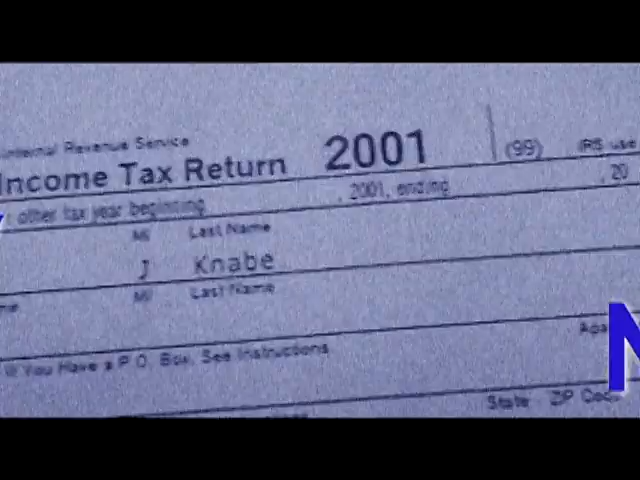 Internal Revenue Service
Income Tax Return 2001 (99) IRS use
other tax year beginning , 2001, ending , 20
MI Last Name
J Knabe
MI Last Name
If You Have a P.O. Box, See Instructions
State ZIP Code
N